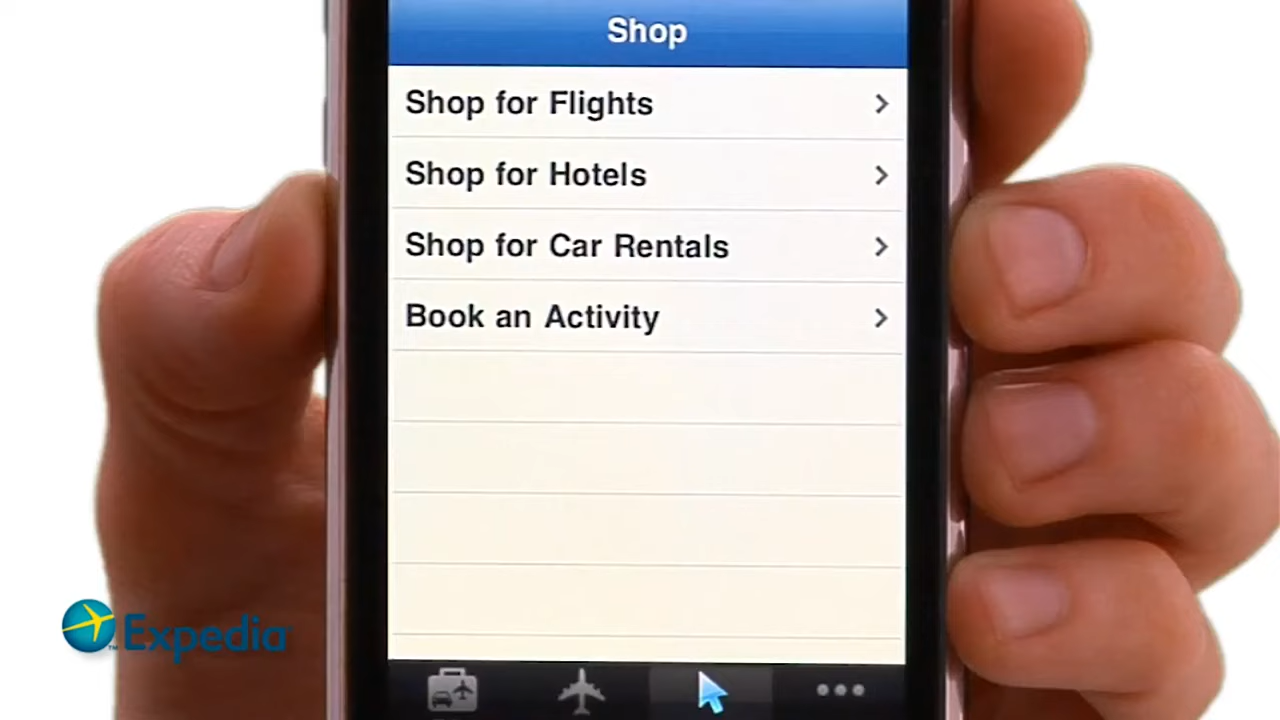 Shop
Shop for Flights
Shop for Hotels
Shop for Car Rentals
Book an Activity
Expedia